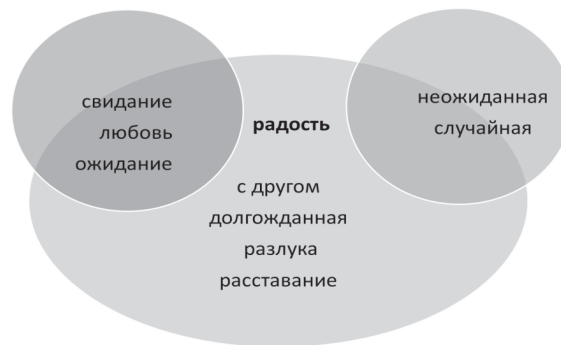 свидание
любовь
ожидание
радость
неожиданная
случайная
с другом
долгожданная
разлука
расставание